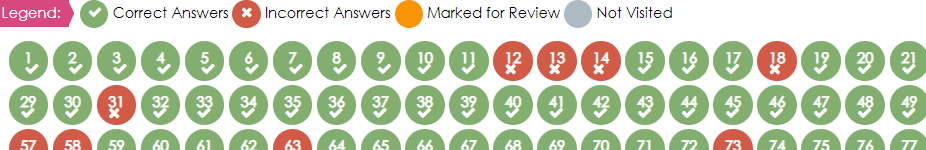 Legend: Correct Answers Incorrect Answers Marked for Review Not Visited
1 2 3 4 5 6 7 8 9 10 11 12 13 14 15 16 17 18 19 20 21
29 30 31 32 33 34 35 36 37 38 39 40 41 42 43 44 45 46 47 48 49
57 58 59 60 61 62 63 64 65 66 67 68 69 70 71 72 73 74 75 76 77